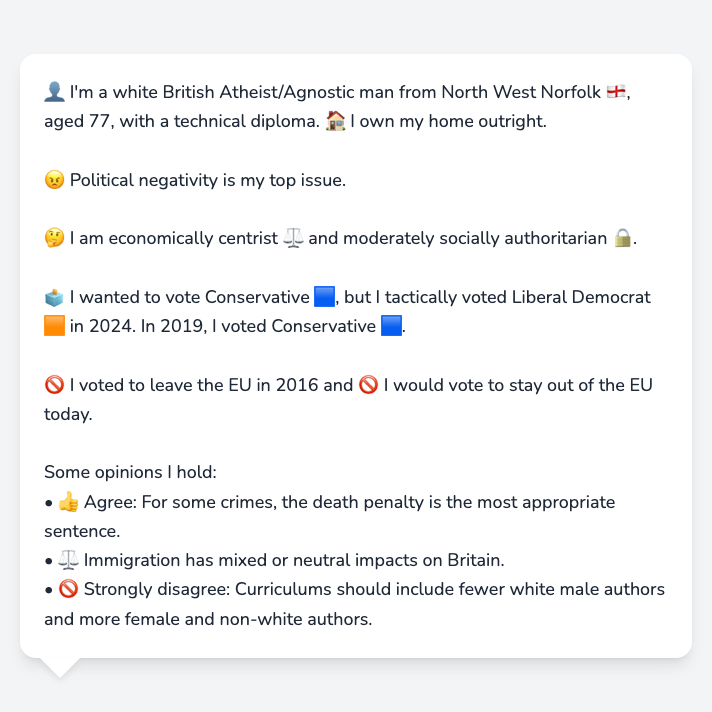 👤 I'm a white British Atheist/Agnostic man from North West Norfolk 🏴󠁧󠁢󠁥󠁮󠁧󠁿,
aged 77, with a technical diploma. 🏠 I own my home outright.
😠 Political negativity is my top issue.
🤔 I am economically centrist ⚖️ and moderately socially authoritarian 🔒.
🗳️ I wanted to vote Conservative 🟦, but I tactically voted Liberal Democrat
🟧 in 2024. In 2019, I voted Conservative 🟦.
🚫 I voted to leave the EU in 2016 and 🚫 I would vote to stay out of the EU
today.
Some opinions I hold:
• 👍 Agree: For some crimes, the death penalty is the most appropriate
sentence.
• ⚖️ Immigration has mixed or neutral impacts on Britain.
• 🚫 Strongly disagree: Curriculums should include fewer white male authors
and more female and non-white authors.